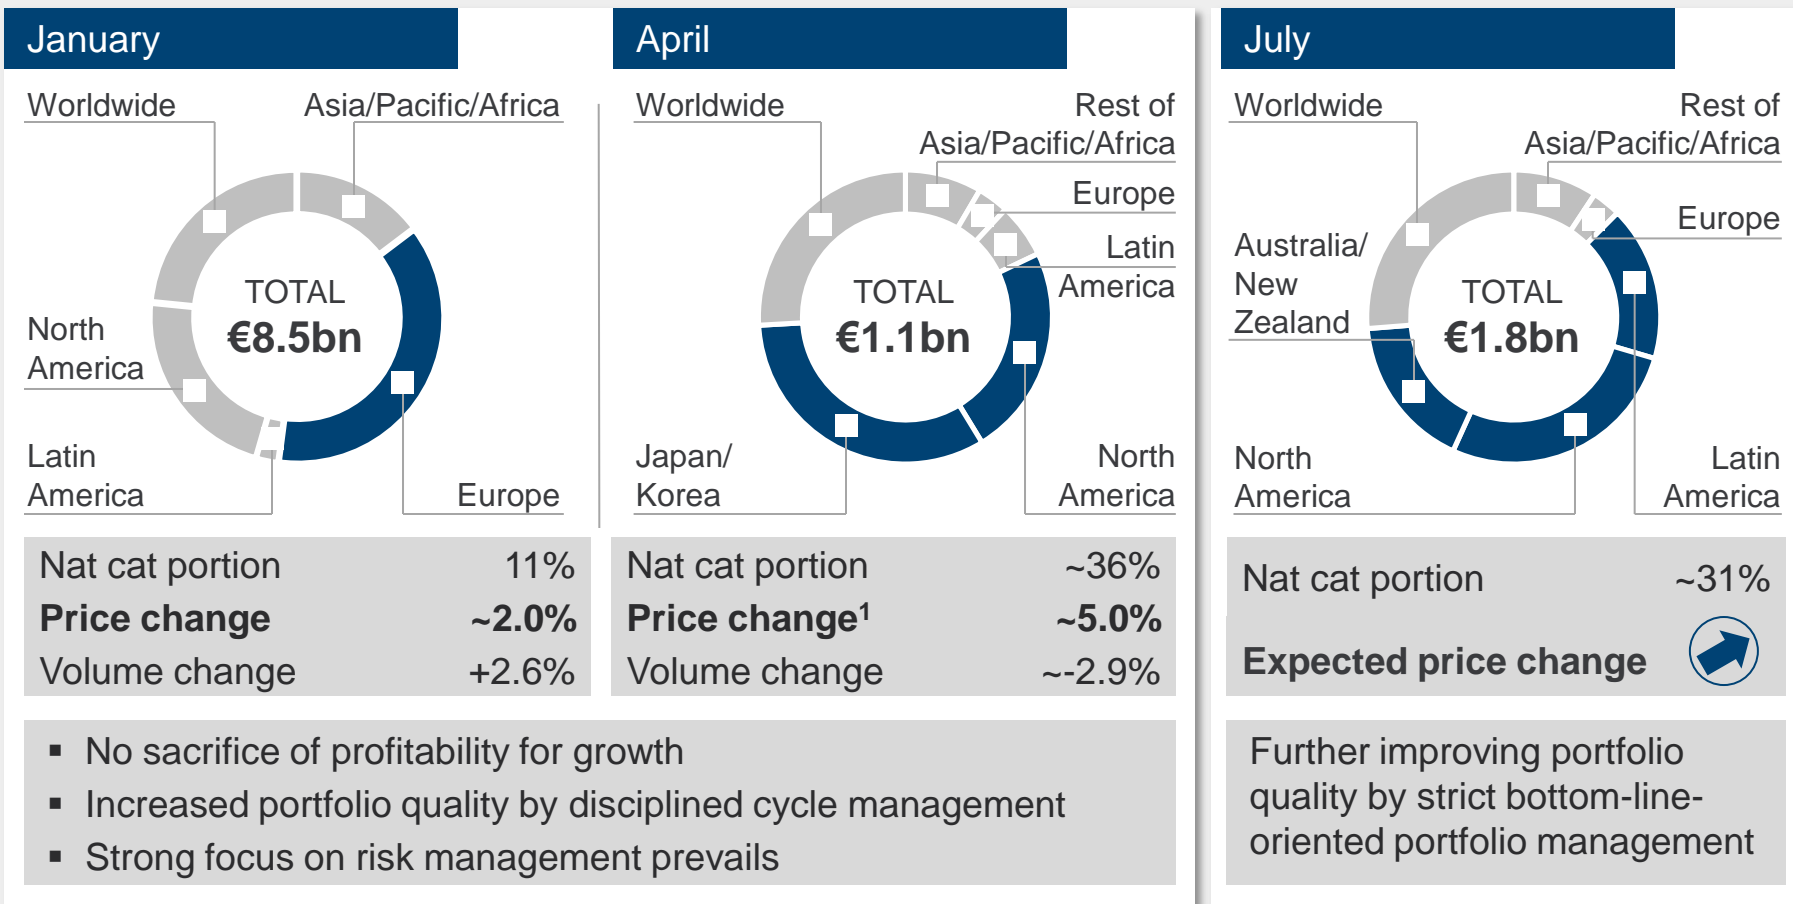 January
Worldwide
Asia/Pacific/Africa
TOTAL
€8.5bn
North
America
Latin
America
Europe
Nat cat portion 11%
Price change ~2.0%
Volume change +2.6%
April
Worldwide
Rest of
Asia/Pacific/Africa
Europe
Latin
America
TOTAL
€1.1bn
Japan/
Korea
North
America
Nat cat portion ~36%
Price change¹ ~5.0%
Volume change ~-2.9%
▪ No sacrifice of profitability for growth
▪ Increased portfolio quality by disciplined cycle management
▪ Strong focus on risk management prevails
July
Worldwide
Rest of
Asia/Pacific/Africa
Europe
Australia/
New
Zealand
TOTAL
€1.8bn
North
America
Latin
America
Nat cat portion ~31%
Expected price change
Further improving portfolio
quality by strict bottom-line-
oriented portfolio management